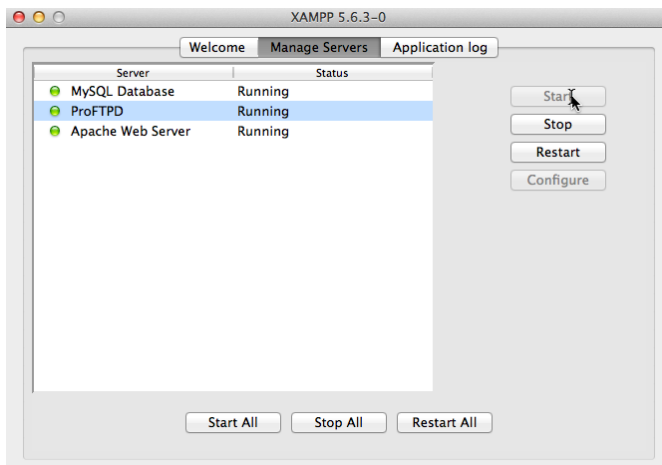 XAMPP 5.6.3-0
Welcome Manage Servers Application log
Server Status
MySQL Database Running
ProFTPD Running
Apache Web Server Running
Start
Stop
Restart
Configure
Start All Stop All Restart All